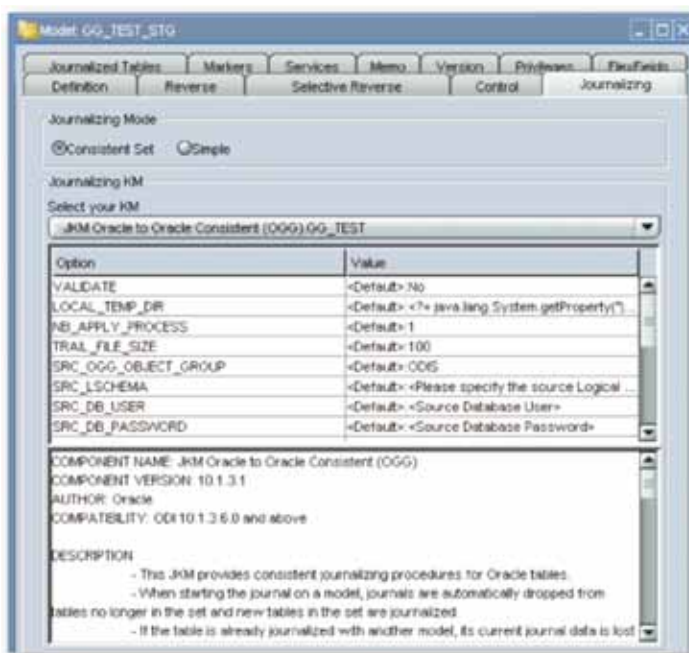 Model: GG_TEST_STG
Journalized Tables Markers Services Memo Version Privileges FlexFields
Definition Reverse Selective Reverse Control Journalizing
Journalizing Mode
Consistent Set Simple
Journalizing KM
Select your KM
JKM Oracle to Oracle Consistent (OGG).GG_TEST
Option Value
VALIDATE <Default>:No
LOCAL_TEMP_DIR <Default>: <?= java.lang.System.getProperty("j...
NB_APPLY_PROCESS <Default>:1
TRAIL_FILE_SIZE <Default>:100
SRC_OGG_OBJECT_GROUP <Default>:ODIS
SRC_LSCHEMA <Default>: <Please specify the source Logical ...
SRC_DB_USER <Default>: <Source Database User>
SRC_DB_PASSWORD <Default>: <Source Database Password>
COMPONENT NAME: JKM Oracle to Oracle Consistent (OGG)
COMPONENT VERSION: 10.1.3.1
AUTHOR: Oracle
COMPATIBILITY: ODI 10.1.3.6.0 and above
DESCRIPTION
- This JKM provides consistent journalizing procedures for Oracle tables.
- When starting the journal on a model, journals are automatically dropped from
tables no longer in the set and new tables in the set are journalized
- If the table is already journalized with another model, its current journal data is lost